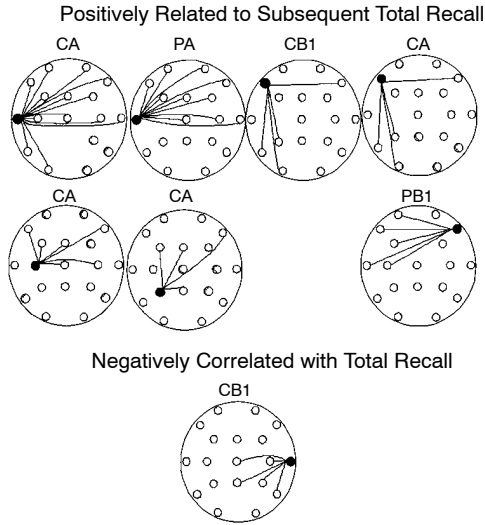 Positively Related to Subsequent Total Recall
CA PA CB1 CA
CA CA PB1
Negatively Correlated with Total Recall
CB1